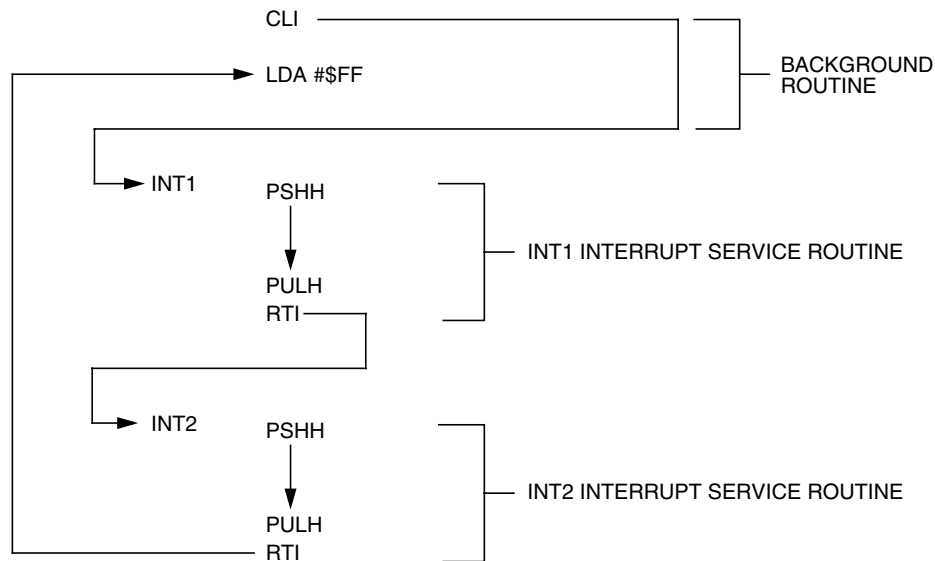 CLI
LDA #$FF
BACKGROUND
ROUTINE
INT1
PSHH
INT1 INTERRUPT SERVICE ROUTINE
PULH
RTI
INT2
PSHH
INT2 INTERRUPT SERVICE ROUTINE
PULH
RTI